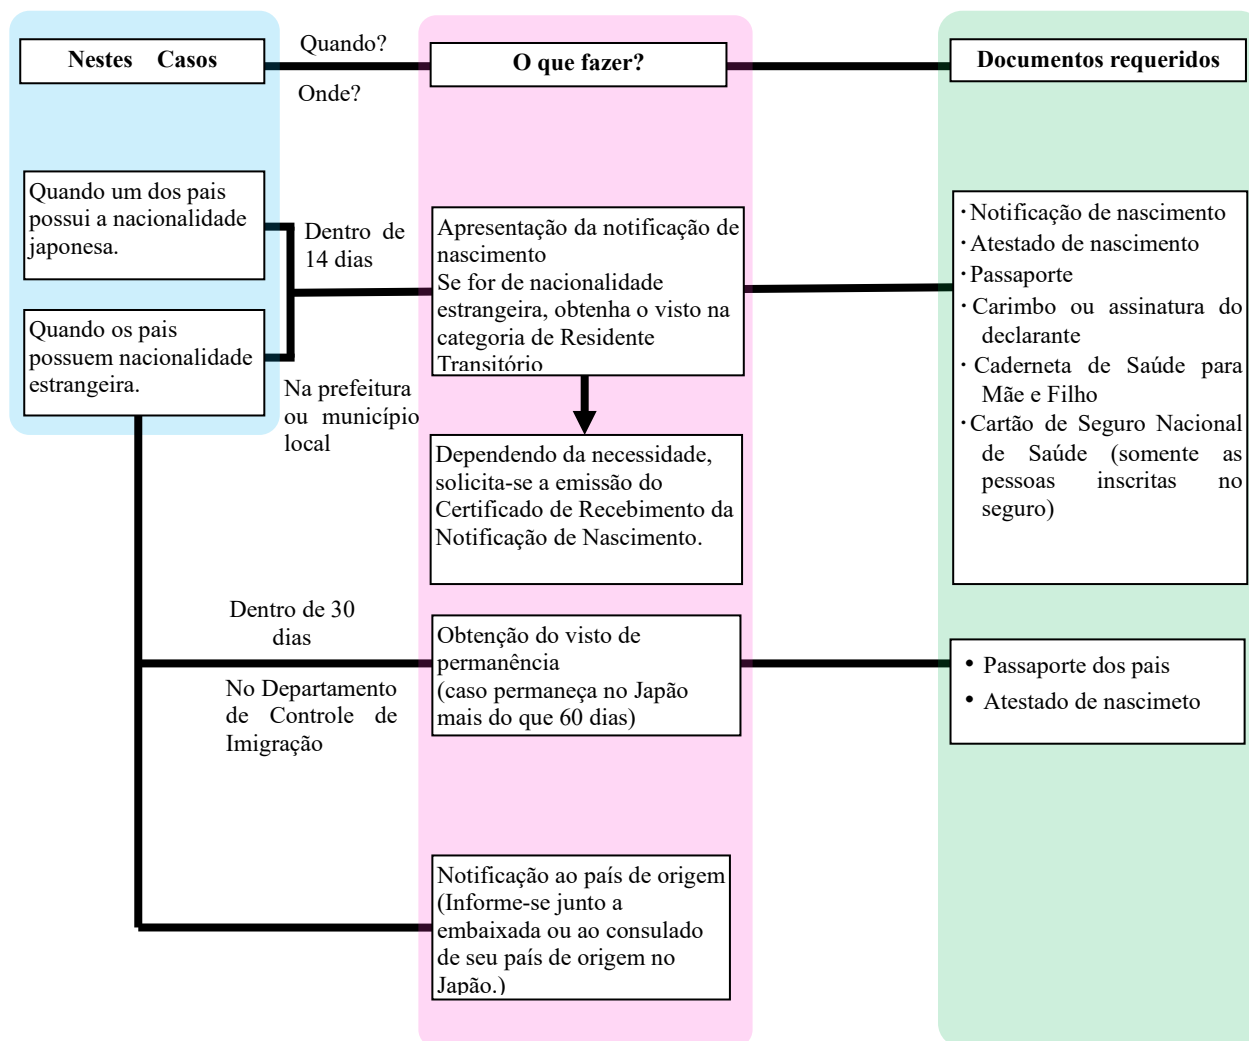 Nestes Casos
Quando?
Onde?
O que fazer?
Documentos requeridos
Quando um dos pais
possui a nacionalidade
japonesa.
Quando os pais
possuem nacionalidade
estrangeira.
Dentro de
14 dias
Na prefeitura
ou município
local
Apresentação da notificação de
nascimento
Se for de nacionalidade
estrangeira, obtenha o visto na
categoria de Residente
Transitório
Dependendo da necessidade,
solicita-se a emissão do
Certificado de Recebimento da
Notificação de Nascimento.
・Notificação de nascimento
・Atestado de nascimento
・Passaporte
・Carimbo ou assinatura do
declarante
・Caderneta de Saúde para
Mãe e Filho
・Cartão de Seguro Nacional
de Saúde (somente as
pessoas inscritas no
seguro)
Dentro de 30
dias
No Departamento
de Controle de
Imigração
Obtenção do visto de
permanência
(caso permaneça no Japão
mais do que 60 dias)
• Passaporte dos pais
• Atestado de nascimeto
Notificação ao país de origem
(Informe-se junto a
embaixada ou ao consulado
de seu país de origem no
Japão.)